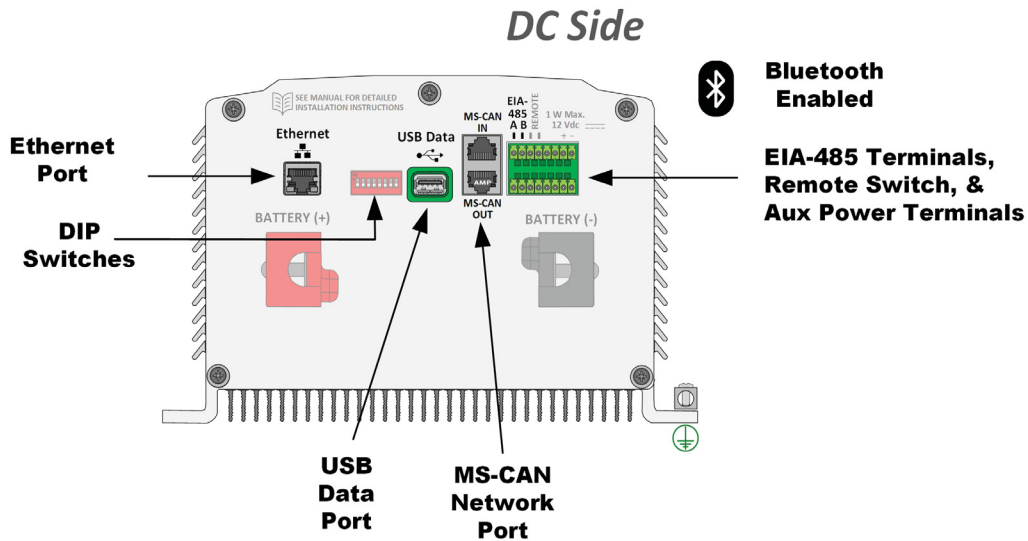 DC Side
Bluetooth
Enabled
SEE MANUAL FOR DETAILED
INSTALLATION INSTRUCTIONS
Ethernet
USB Data
MS-CAN
IN
AMP
MS-CAN
OUT
EIA-
485
A B
REMOTE
1 W Max.
12 Vdc
+ -
BATTERY (+)
BATTERY (-)
Ethernet
Port
DIP
Switches
EIA-485 Terminals,
Remote Switch, &
Aux Power Terminals
USB
Data
Port
MS-CAN
Network
Port